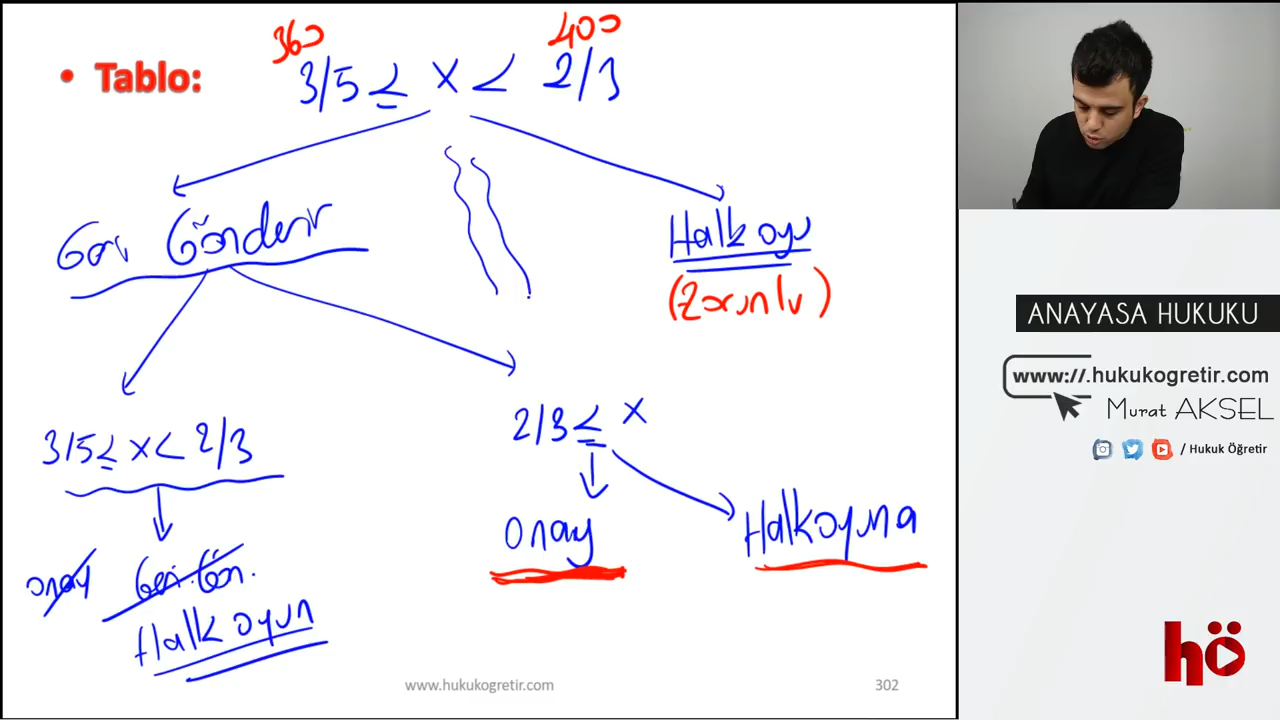 360 400
• Tablo: 3/5 ≤ x < 2/3
Geri Gönderir
Halkoyu
(Zorunlu)
3/5 ≤ x < 2/3
2/3 ≤ x
onay Geri Gön.
Halkoyun
Onay
Halkoyuna
www.hukukogretir.com
302
ANAYASA HUKUKU
www://.hukukogretir.com
Murat AKSEL
/ Hukuk Öğretir
hö